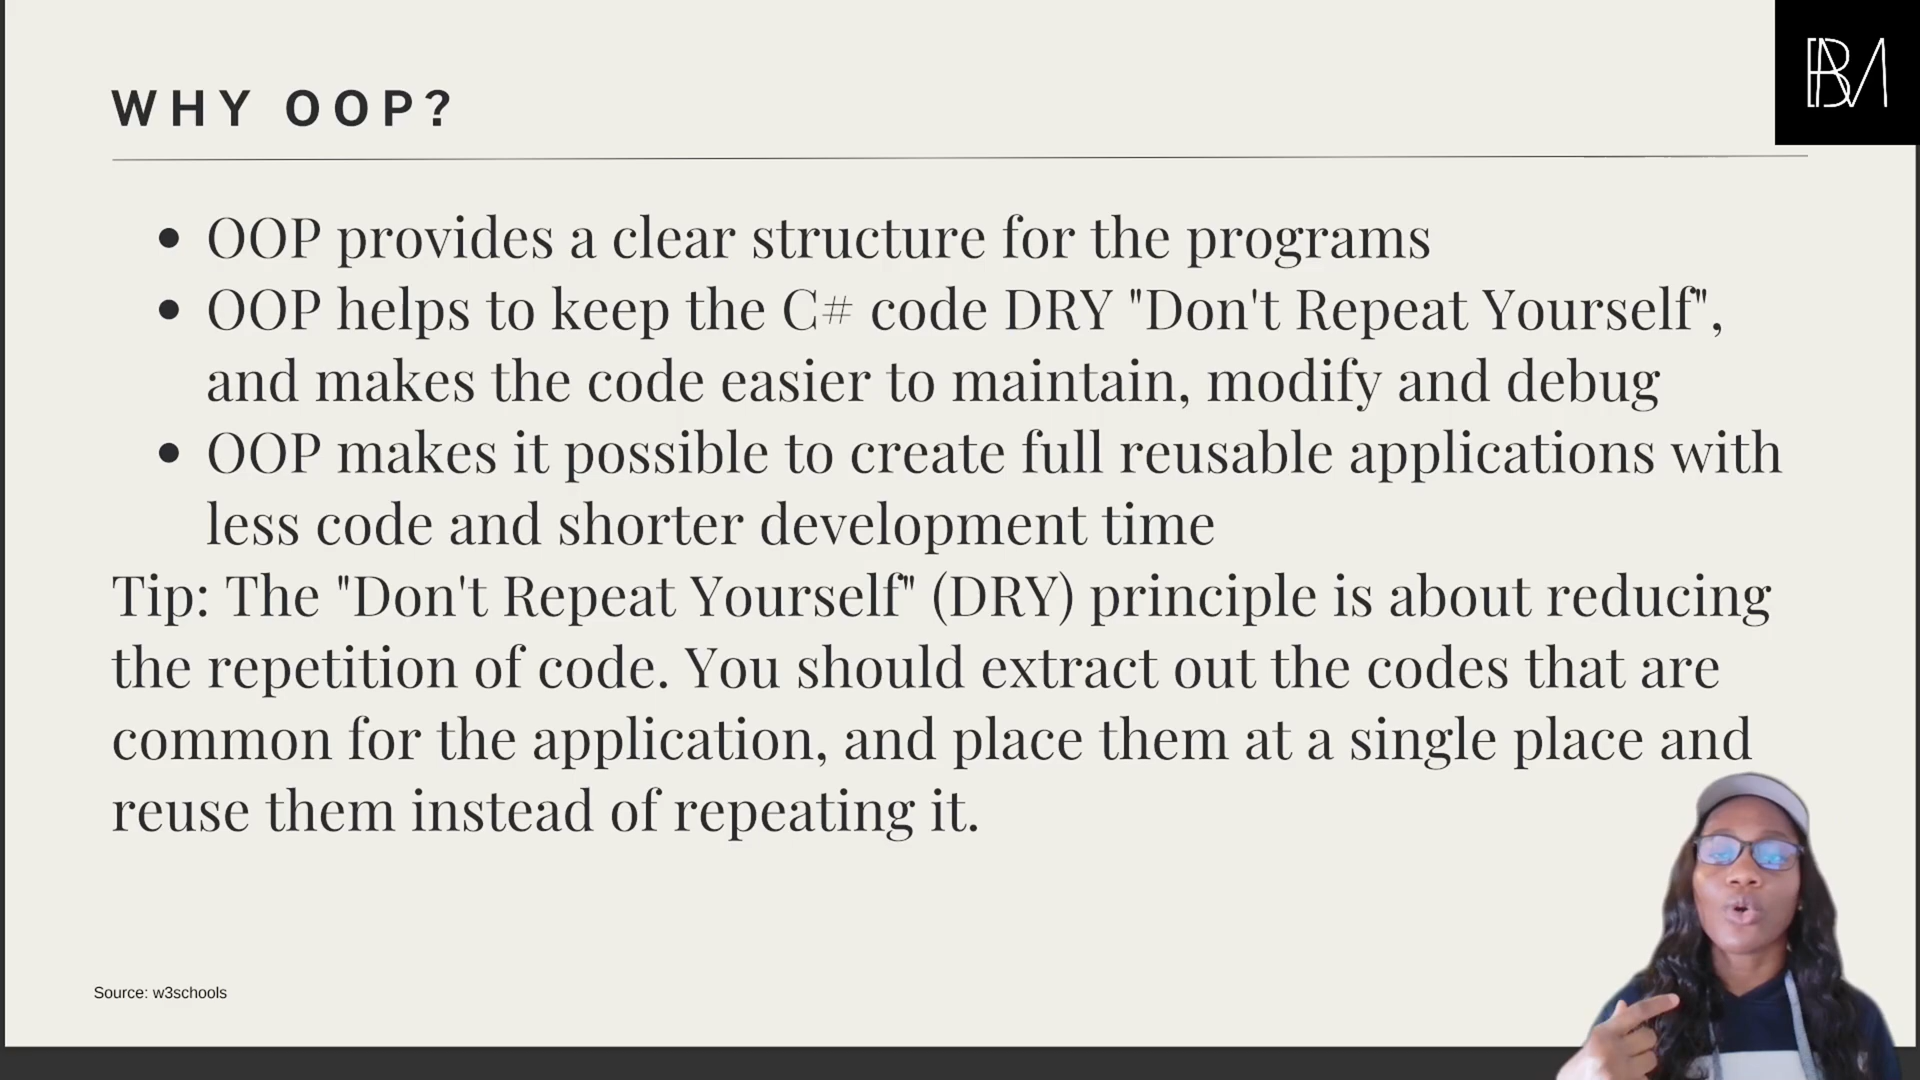 WHY OOP?
• OOP provides a clear structure for the programs
• OOP helps to keep the C# code DRY "Don't Repeat Yourself",
and makes the code easier to maintain, modify and debug
• OOP makes it possible to create full reusable applications with
less code and shorter development time
Tip: The "Don't Repeat Yourself" (DRY) principle is about reducing
the repetition of code. You should extract out the codes that are
common for the application, and place them at a single place and
reuse them instead of repeating it.
Source: w3schools